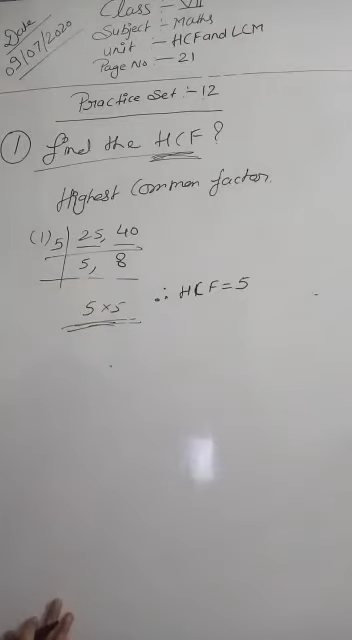 Class :- VII
Date
09/07/2020
Subject :- Maths
unit :- HCF and LCM
Page No :- 21
Practice Set :- 12
① find the HCF?
Highest Common factor.
(1) 5 | 25, 40
5, 8
5 × 5 ∴ HCF = 5